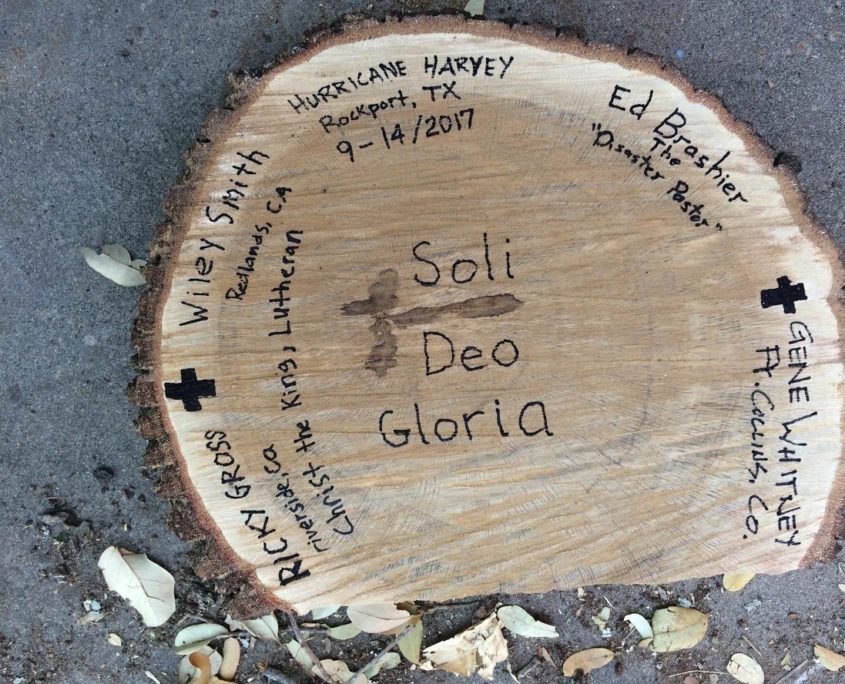 HURRICANE HARVEY
Rockport, TX
9-14/2017
Ed Brashier
The
"Disaster Pastor"
Wiley Smith
Redlands, CA
Soli
Deo
Gloria
GENE WHITNEY
Ft. COLLINS, CO.
RICKY GROSS
riverside, Ca
Christ the King, Lutheran